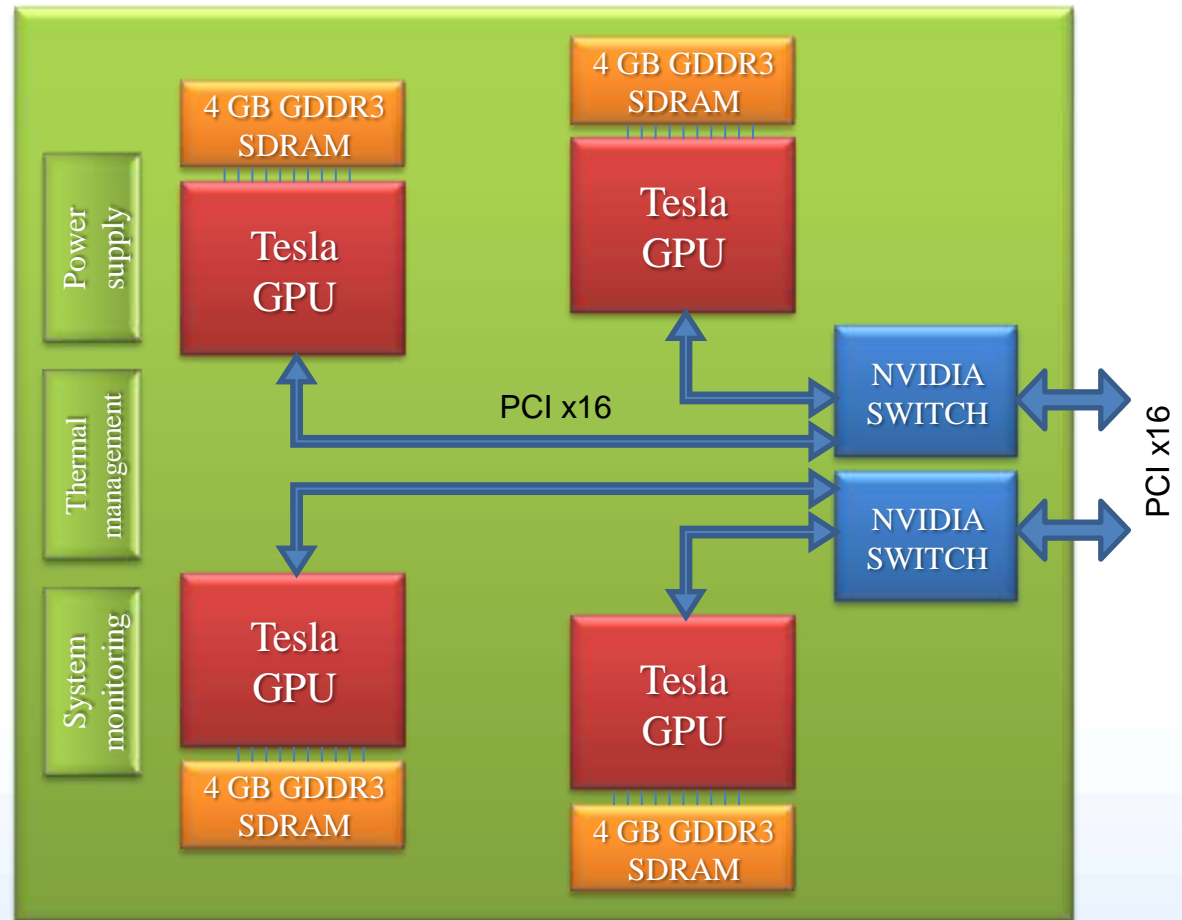 4 GB GDDR3
SDRAM
4 GB GDDR3
SDRAM
Tesla
GPU
Tesla
GPU
Power
supply
Thermal
management
System
monitoring
PCI x16
NVIDIA
SWITCH
NVIDIA
SWITCH
PCI x16
Tesla
GPU
Tesla
GPU
4 GB GDDR3
SDRAM
4 GB GDDR3
SDRAM